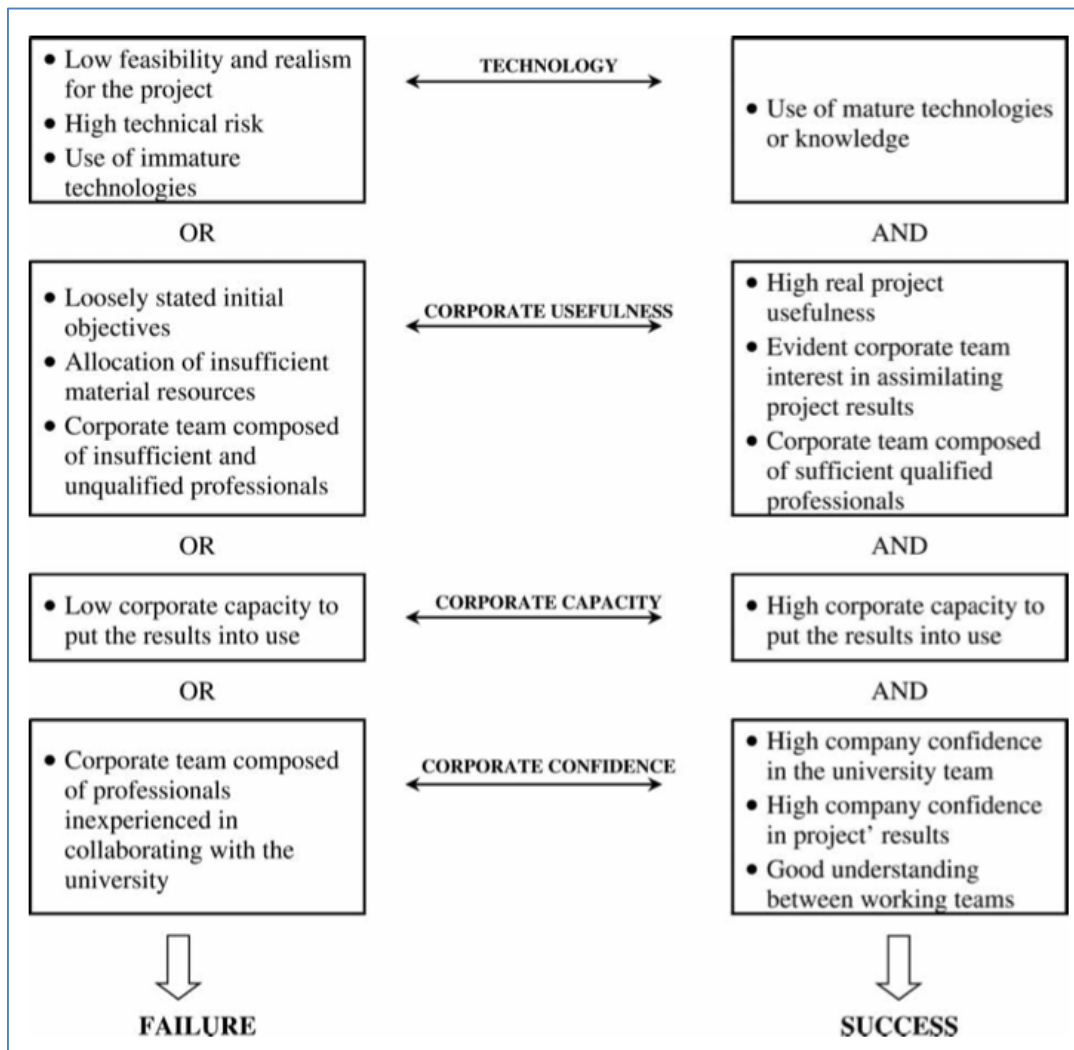 • Low feasibility and realism
for the project
• High technical risk
• Use of immature
technologies
TECHNOLOGY
• Use of mature technologies
or knowledge
OR
AND
• Loosely stated initial
objectives
• Allocation of insufficient
material resources
• Corporate team composed
of insufficient and
unqualified professionals
CORPORATE USEFULNESS
• High real project
usefulness
• Evident corporate team
interest in assimilating
project results
• Corporate team composed
of sufficient qualified
professionals
OR
AND
• Low corporate capacity to
put the results into use
CORPORATE CAPACITY
• High corporate capacity to
put the results into use
OR
AND
• Corporate team composed
of professionals
inexperienced in
collaborating with the
university
CORPORATE CONFIDENCE
• High company confidence
in the university team
• High company confidence
in project' results
• Good understanding
between working teams
FAILURE
SUCCESS